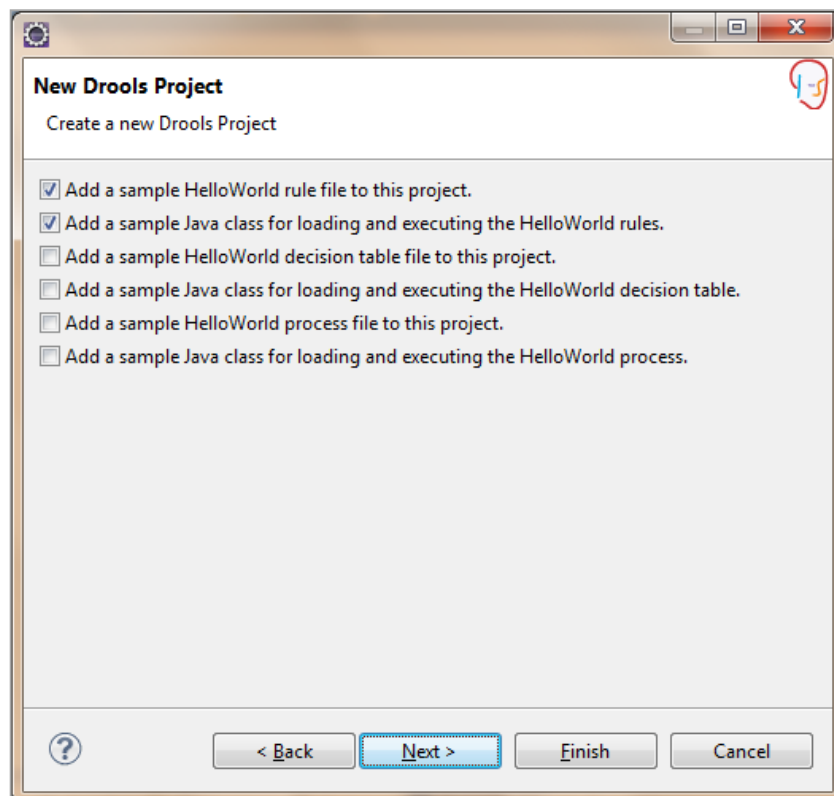 New Drools Project
Create a new Drools Project
Add a sample HelloWorld rule file to this project.
Add a sample Java class for loading and executing the HelloWorld rules.
Add a sample HelloWorld decision table file to this project.
Add a sample Java class for loading and executing the HelloWorld decision table.
Add a sample HelloWorld process file to this project.
Add a sample Java class for loading and executing the HelloWorld process.
? < Back Next > Finish Cancel